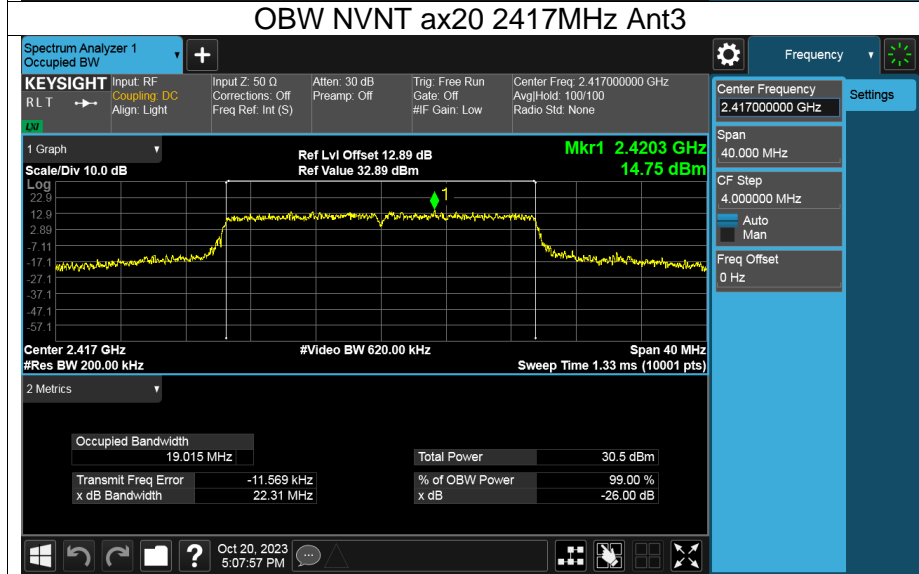 OBW NVNT ax20 2417MHz Ant3
Spectrum Analyzer 1
Occupied BW
+
Frequency
KEYSIGHT
RLT
LXI
Input: RF
Coupling: DC
Align: Light
Input Z: 50 Ω
Corrections: Off
Freq Ref: Int (S)
Atten: 30 dB
Preamp: Off
Trig: Free Run
Gate: Off
#IF Gain: Low
Center Freq: 2.417000000 GHz
Avg|Hold: 100/100
Radio Std: None
Center Frequency
2.417000000 GHz
Settings
Span
40.000 MHz
CF Step
4.000000 MHz
Auto
Man
Freq Offset
0 Hz
1 Graph
Scale/Div 10.0 dB
Ref Lvl Offset 12.89 dB
Ref Value 32.89 dBm
Mkr1 2.4203 GHz
14.75 dBm
Log
22.9
12.9
2.89
-7.11
-17.1
-27.1
-37.1
-47.1
-57.1
1
Center 2.417 GHz
#Res BW 200.00 kHz
#Video BW 620.00 kHz
Span 40 MHz
Sweep Time 1.33 ms (10001 pts)
2 Metrics
Occupied Bandwidth
19.015 MHz
Total Power 30.5 dBm
Transmit Freq Error -11.569 kHz
% of OBW Power 99.00 %
x dB Bandwidth 22.31 MHz
x dB -26.00 dB
?
Oct 20, 2023
5:07:57 PM